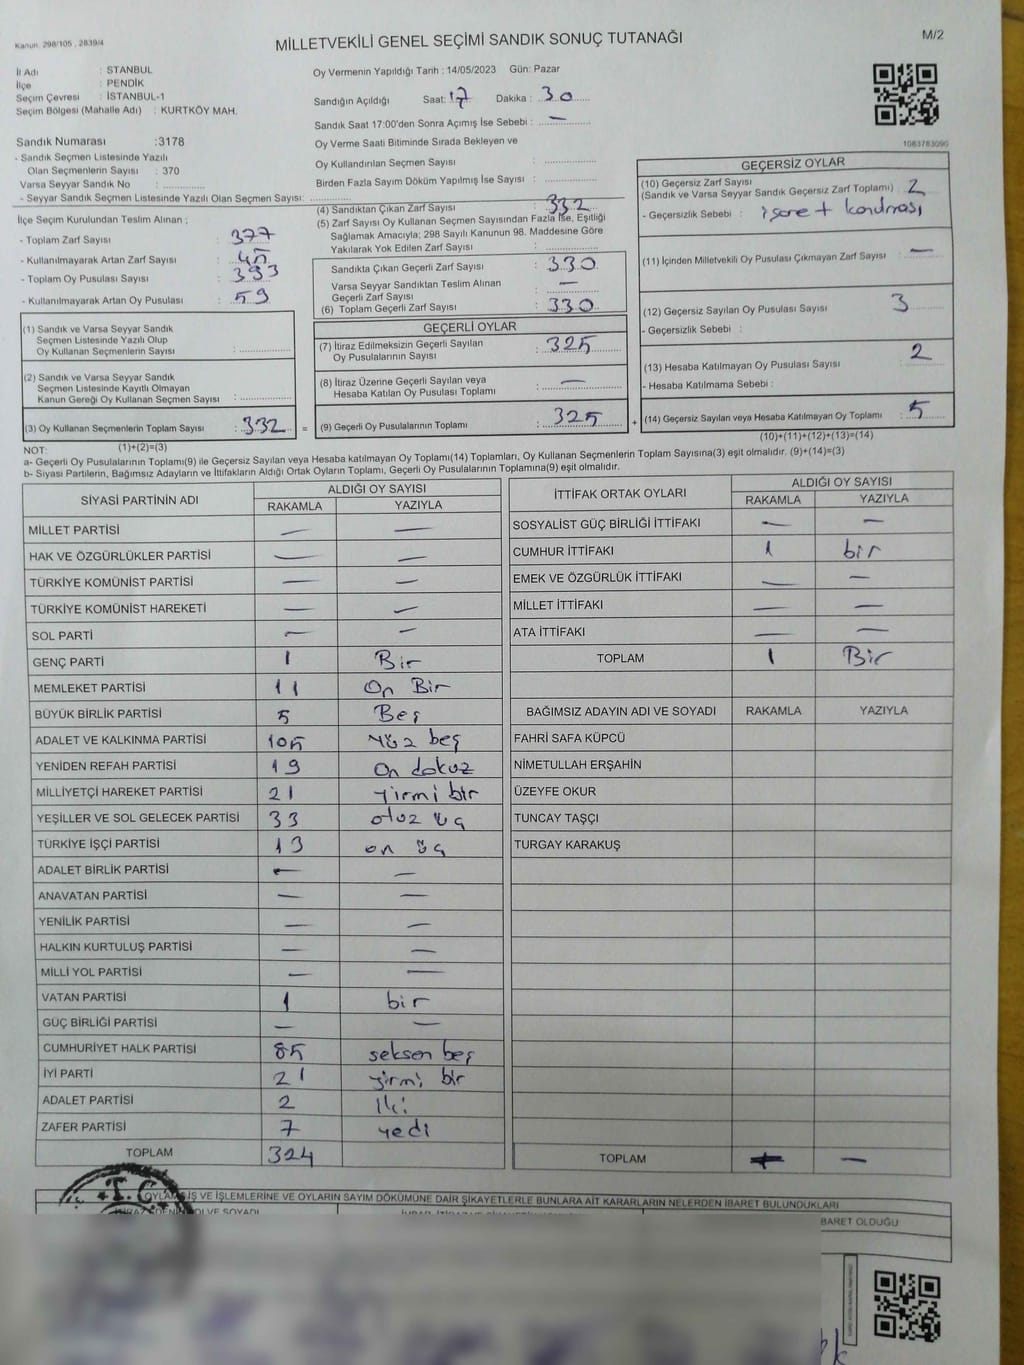 Kanun 298/105 , 2839/4
MİLLETVEKİLİ GENEL SEÇİMİ SANDIK SONUÇ TUTANAĞI
M/2
İl Adı : STANBUL
İlçe : PENDİK
Seçim Çevresi : İSTANBUL-1
Seçim Bölgesi (Mahalle Adı) : KURTKÖY MAH.
Sandık Numarası :3178
- Sandık Seçmen Listesinde Yazılı
Olan Seçmenlerin Sayısı : 370
Varsa Seyyar Sandık No : ..............
- Seyyar Sandık Seçmen Listesinde Yazılı Olan Seçmen Sayısı: ..............
Oy Vermenin Yapıldığı Tarih : 14/05/2023 Gün: Pazar
Sandığın Açıldığı Saat: 17 Dakika : 30
Sandık Saat 17:00'den Sonra Açımış İse Sebebi : —
Oy Verme Saati Bitiminde Sırada Bekleyen ve
Oy Kullandırılan Seçmen Sayısı : ..............
Birden Fazla Sayım Döküm Yapılmış İse Sayısı : ..............
1083783090
İlçe Seçim Kurulundan Teslim Alınan ;
- Toplam Zarf Sayısı : 377
- Kullanılmayarak Artan Zarf Sayısı : 45
- Toplam Oy Pusulası Sayısı : 393
- Kullanılmayarak Artan Oy Pusulası : 59
(4) Sandıktan Çıkan Zarf Sayısı : 332
(5) Zarf Sayısı Oy Kullanan Seçmen Sayısından Fazla İse, Eşitliği
Sağlamak Amacıyla; 298 Sayılı Kanunun 98. Maddesine Göre
Yakılarak Yok Edilen Zarf Sayısı : ..............
Sandıkta Çıkan Geçerli Zarf Sayısı : 330
Varsa Seyyar Sandıktan Teslim Alınan
Geçerli Zarf Sayısı : —
(6) Toplam Geçerli Zarf Sayısı : 330
GEÇERSİZ OYLAR
(10) Geçersiz Zarf Sayısı
(Sandık ve Varsa Seyyar Sandık Geçersiz Zarf Toplamı) : 2
- Geçersizlik Sebebi : işaret konması
(11) İçinden Milletvekili Oy Pusulası Çıkmayan Zarf Sayısı : —
(12) Geçersiz Sayılan Oy Pusulası Sayısı : 3
- Geçersizlik Sebebi :
(13) Hesaba Katılmayan Oy Pusulası Sayısı : 2
- Hesaba Katılmama Sebebi :
(14) Geçersiz Sayılan veya Hesaba Katılmayan Oy Toplamı : 5
(10)+(11)+(12)+(13)=(14)
(1) Sandık ve Varsa Seyyar Sandık
Seçmen Listesinde Yazılı Olup
Oy Kullanan Seçmenlerin Sayısı : ..............
(2) Sandık ve Varsa Seyyar Sandık
Seçmen Listesinde Kayıtlı Olmayan
Kanun Gereği Oy Kullanan Seçmen Sayısı : ..............
(3) Oy Kullanan Seçmenlerin Toplam Sayısı : 332 =
(1)+(2)=(3)
GEÇERLİ OYLAR
(7) İtiraz Edilmeksizin Geçerli Sayılan
Oy Pusulalarının Sayısı : 325
(8) İtiraz Üzerine Geçerli Sayılan veya
Hesaba Katılan Oy Pusulası Toplamı : —
(9) Geçerli Oy Pusulalarının Toplamı : 325 +
NOT:
a- Geçerli Oy Pusulalarının Toplamı(9) ile Geçersiz Sayılan veya Hesaba katılmayan Oy Toplamı(14) Toplamları, Oy Kullanan Seçmenlerin Toplam Sayısına(3) eşit olmalıdır. (9)+(14)=(3)
b- Siyasi Partilerin, Bağımsız Adayların ve İttifakların Aldığı Ortak Oyların Toplamı, Geçerli Oy Pusulalarının Toplamına(9) eşit olmalıdır.
SİYASİ PARTİNİN ADI ALDIĞI OY SAYISI
RAKAMLA YAZIYLA
MİLLET PARTİSİ — —
HAK VE ÖZGÜRLÜKLER PARTİSİ — —
TÜRKİYE KOMÜNİST PARTİSİ — —
TÜRKİYE KOMÜNİST HAREKETİ — —
SOL PARTİ — —
GENÇ PARTİ 1 Bir
MEMLEKET PARTİSİ 11 On Bir
BÜYÜK BİRLİK PARTİSİ 5 Beş
ADALET VE KALKINMA PARTİSİ 105 Yüz beş
YENİDEN REFAH PARTİSİ 19 On dokuz
MİLLİYETÇİ HAREKET PARTİSİ 21 yirmi bir
YEŞİLLER VE SOL GELECEK PARTİSİ 33 otuz üç
TÜRKİYE İŞÇİ PARTİSİ 13 on üç
ADALET BİRLİK PARTİSİ — —
ANAVATAN PARTİSİ — —
YENİLİK PARTİSİ — —
HALKIN KURTULUŞ PARTİSİ — —
MİLLİ YOL PARTİSİ — —
VATAN PARTİSİ 1 bir
GÜÇ BİRLİĞİ PARTİSİ — —
CUMHURİYET HALK PARTİSİ 85 seksen beş
İYİ PARTİ 21 yirmi bir
ADALET PARTİSİ 2 İki
ZAFER PARTİSİ 7 yedi
TOPLAM 324
İTTİFAK ORTAK OYLARI ALDIĞI OY SAYISI
RAKAMLA YAZIYLA
SOSYALİST GÜÇ BİRLİĞİ İTTİFAKI — —
CUMHUR İTTİFAKI 1 bir
EMEK VE ÖZGÜRLÜK İTTİFAKI — —
MİLLET İTTİFAKI — —
ATA İTTİFAKI — —
TOPLAM 1 Bir
BAĞIMSIZ ADAYIN ADI VE SOYADI RAKAMLA YAZIYLA
FAHRİ SAFA KÜPCÜ
NİMETULLAH ERŞAHİN
ÜZEYFE OKUR
TUNCAY TAŞÇI
TURGAY KARAKUŞ
TOPLAM — —
T.C.
İŞ VE İŞLEMLERİNE VE OYLARIN SAYIM DÖKÜMÜNE DAİR ŞİKAYETLERLE BUNLARA AİT KARARLARIN NELERDEN İBARET BULUNDUKLARI
BARET OLDUĞU